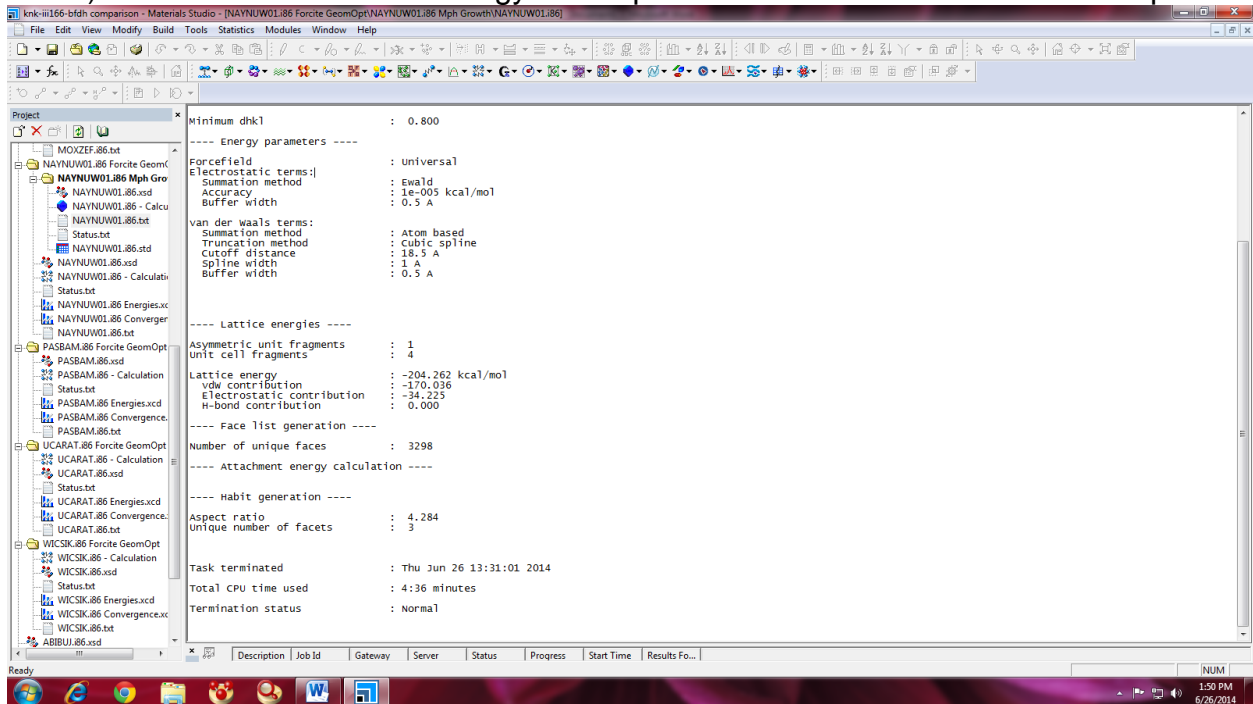 knk-iii166-bfdh comparison - Materials Studio - [NAYNUW01.i86 Forcite GeomOpt\NAYNUW01.i86 Mph Growth\NAYNUW01.i86]
File Edit View Modify Build Tools Statistics Modules Window Help
Project
MOXZEF.i86.txt
NAYNUW01.i86 Forcite Geom
NAYNUW01.i86 Mph Gro
NAYNUW01.i86.xsd
NAYNUW01.i86 - Calcu
NAYNUW01.i86.txt
Status.txt
NAYNUW01.i86.std
NAYNUW01.i86.xsd
NAYNUW01.i86 - Calculati
Status.txt
NAYNUW01.i86 Energies.xc
NAYNUW01.i86 Converger
NAYNUW01.i86.txt
PASBAM.i86 Forcite GeomOpt
PASBAM.i86.xsd
PASBAM.i86 - Calculation
Status.txt
PASBAM.i86 Energies.xcd
PASBAM.i86 Convergence.
PASBAM.i86.txt
UCARAT.i86 Forcite GeomOpt
UCARAT.i86 - Calculation
UCARAT.i86.xsd
Status.txt
UCARAT.i86 Energies.xcd
UCARAT.i86 Convergence.
UCARAT.i86.txt
WICSIK.i86 Forcite GeomOpt
WICSIK.i86 - Calculation
WICSIK.i86.xsd
Status.txt
WICSIK.i86 Energies.xcd
WICSIK.i86 Convergence.xc
WICSIK.i86.txt
ABIBUJ.i86.xsd
Minimum dhkl : 0.800
---- Energy parameters ----
Forcefield : Universal
Electrostatic terms:
Summation method : Ewald
Accuracy : 1e-005 kcal/mol
Buffer width : 0.5 A
van der Waals terms:
Summation method : Atom based
Truncation method : Cubic spline
Cutoff distance : 18.5 A
Spline width : 1 A
Buffer width : 0.5 A
---- Lattice energies ----
Asymmetric unit fragments : 1
Unit cell fragments : 4
Lattice energy : -204.262 kcal/mol
vdw contribution : -170.036
Electrostatic contribution : -34.225
H-bond contribution : 0.000
---- Face list generation ----
Number of unique faces : 3298
---- Attachment energy calculation ----
---- Habit generation ----
Aspect ratio : 4.284
Unique number of facets : 3
Task terminated : Thu Jun 26 13:31:01 2014
Total CPU time used : 4:36 minutes
Termination status : Normal
Description Job Id Gateway Server Status Progress Start Time Results Fo...
Ready
NUM
1:50 PM
6/26/2014